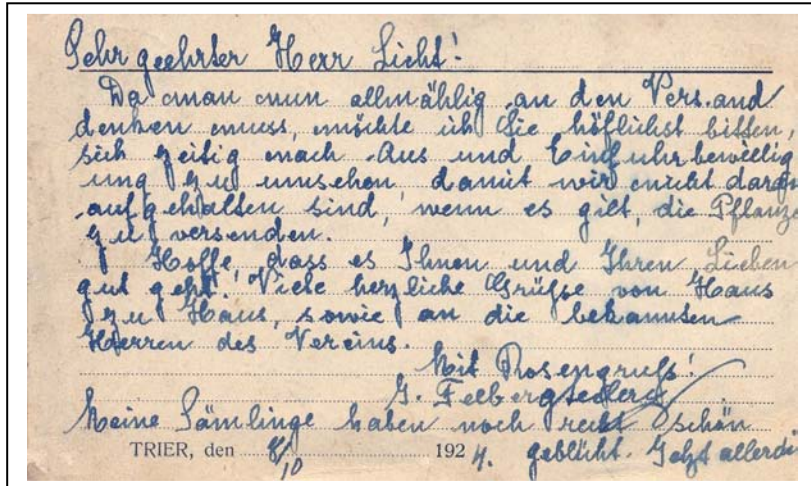 Sehr geehrter Herr Licht!
Da man nun allmählig an den Versand
denken muss, möchte ich Sie höflichst bitten,
sich zeitig nach Aus und Einfuhrbewillig
ung zu umsehen, damit wir nicht daran
aufgehalten sind, wenn es gilt, die Pflanze
zu versenden.
Hoffe, dass es Ihnen und Ihren Lieben
gut geht! Viele herzliche Grüsse von Haus
zu Haus, sowie an die bekannten
Herren des Vereins.
Mit Rosengruss!
Meine Sämlinge haben noch recht schön
TRIER, den 8/10 1924. geblüht. Jetzt allerdi